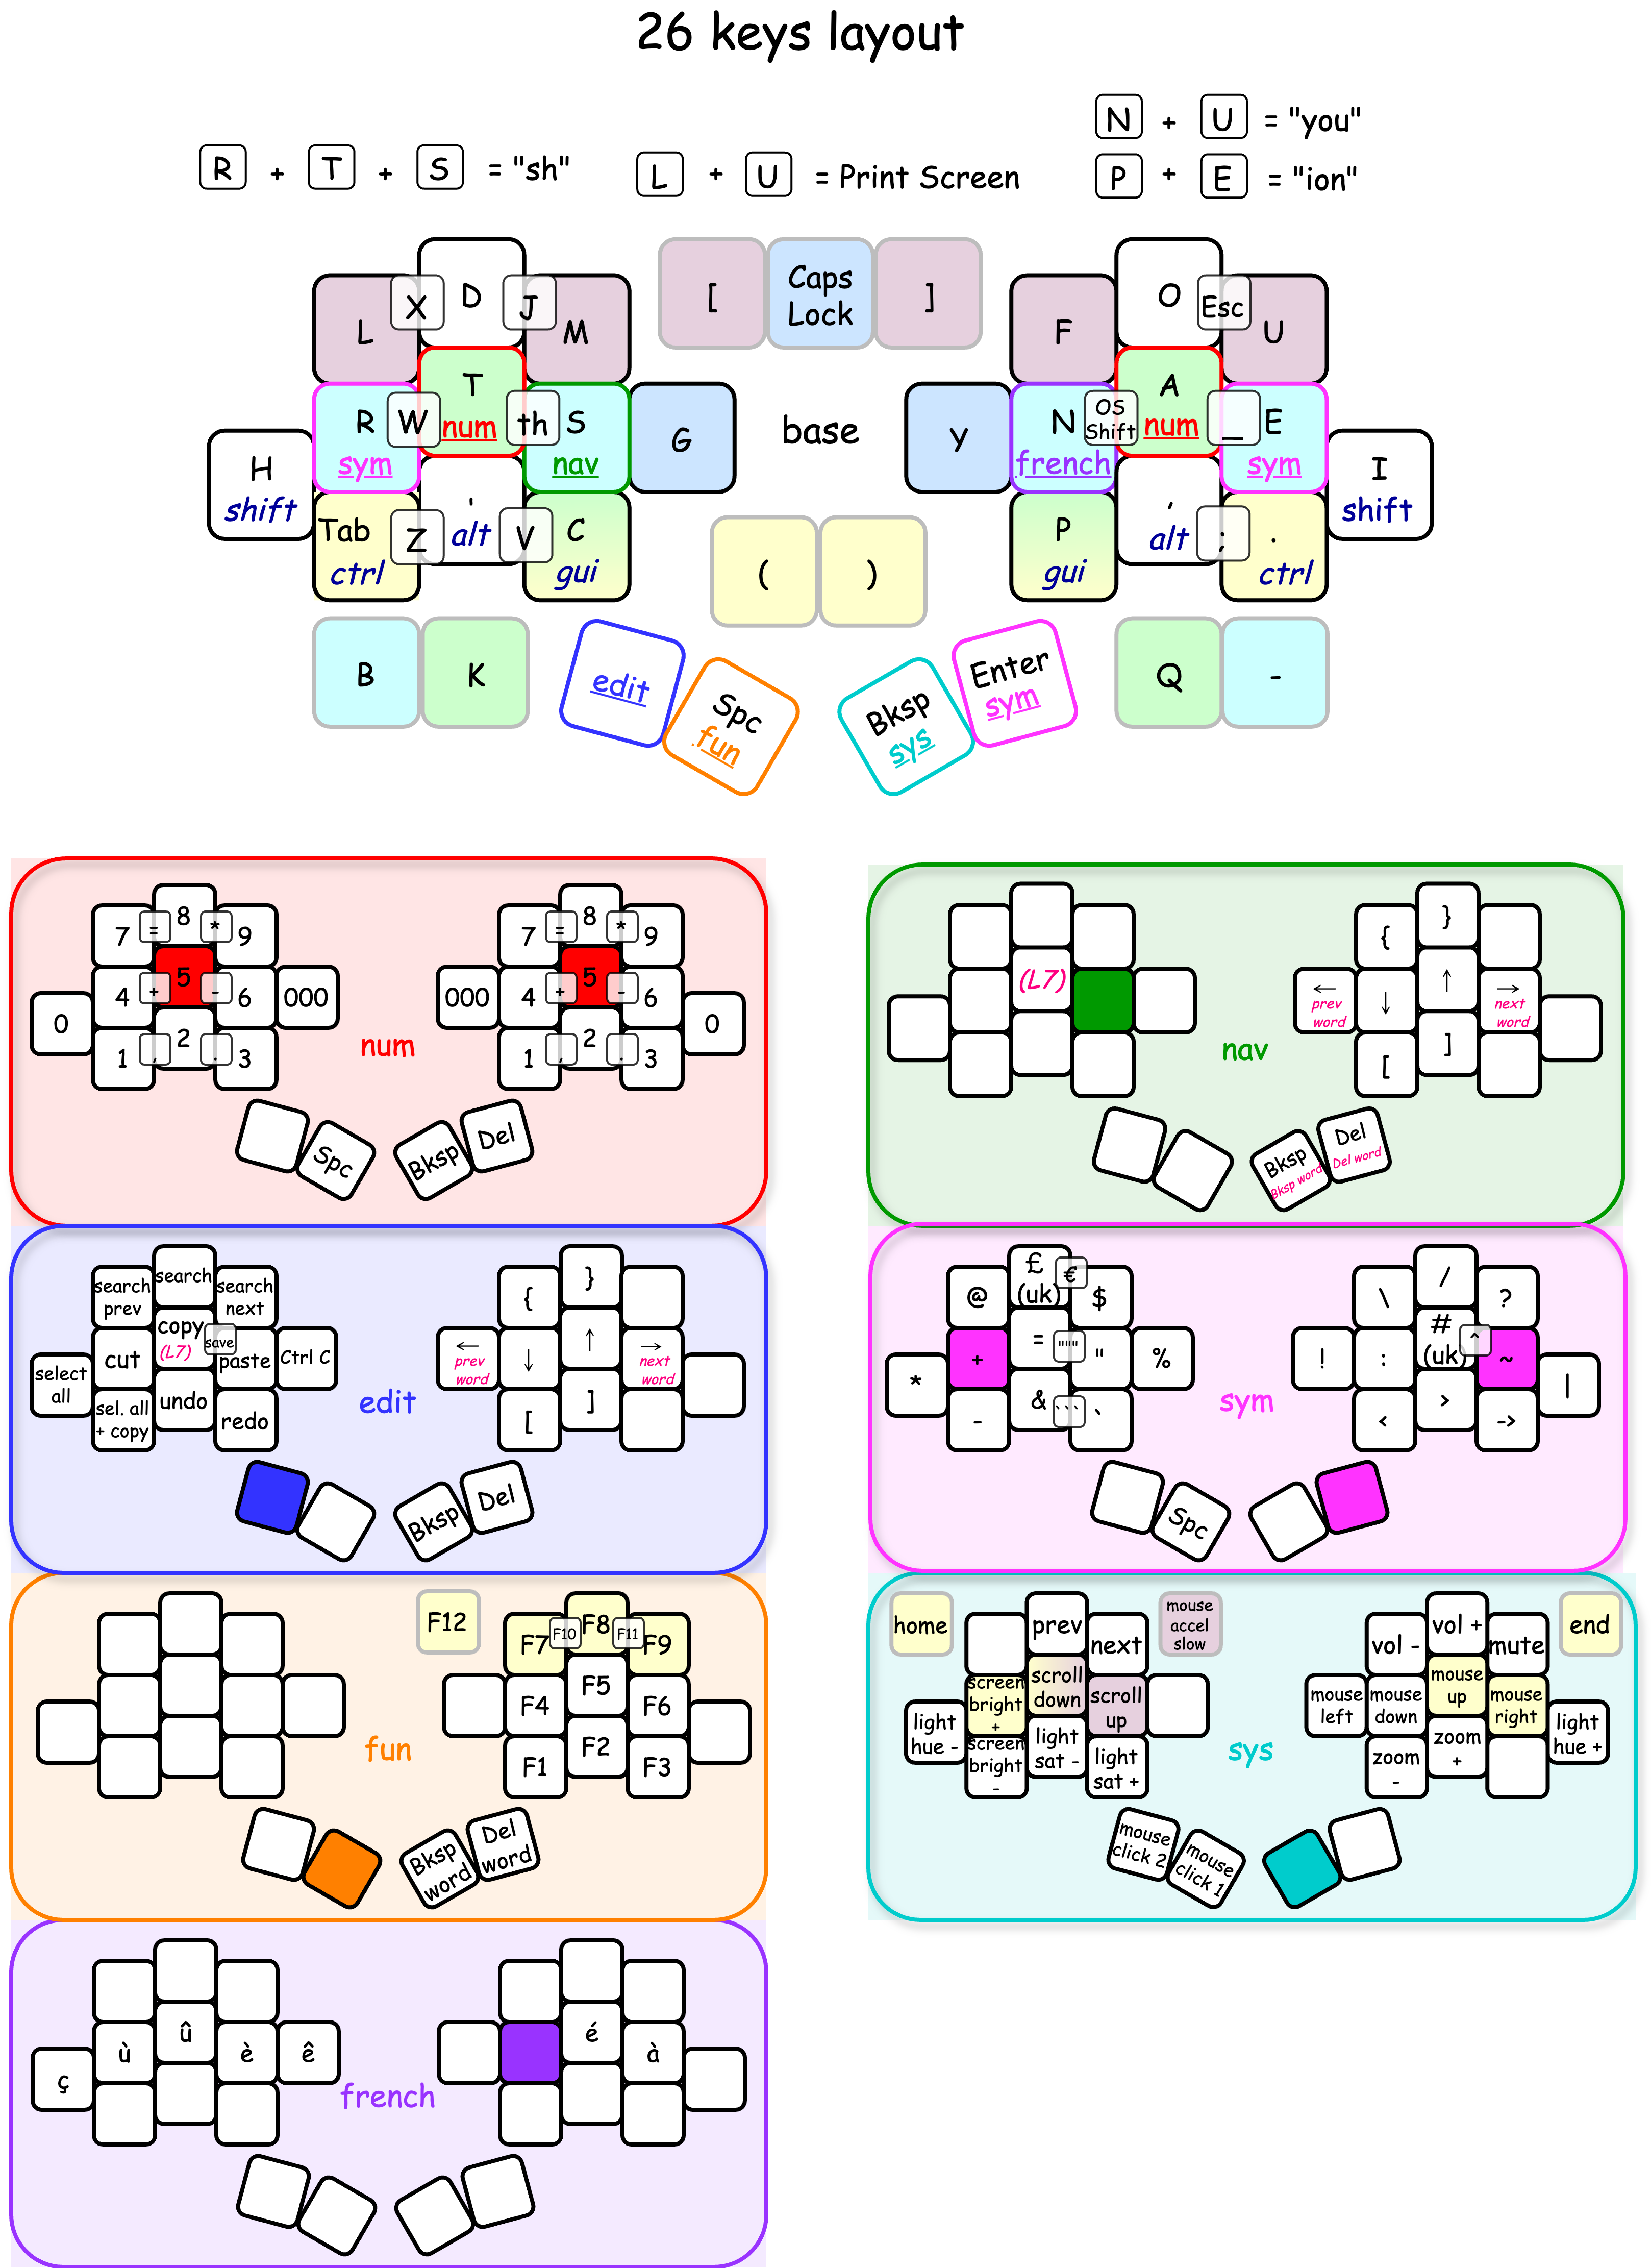 26 keys layout
N + U = "you"
R + T + S = "sh"
L + U = Print Screen
P + E = "ion"
L X D J M
[ Caps Lock ]
F O Esc U
R sym W T num th S nav G
base
Y N french OS Shift A num _ E sym
H shift
I shift
Tab ctrl Z ' alt V C gui
( )
P gui , alt ; . ctrl
B K
edit
Spc fun
Bksp sys
Enter sym
Q -
7 = 8 * 9
7 = 8 * 9
4 + 5 - 6 000
000 4 + 5 - 6
0
0
1 , 2 . 3
num
1 , 2 . 3
Spc
Bksp
Del
{ }
(L7)
←
prev
word
↓ ↑
→
next
word
nav
[ ]
Bksp
Bksp word
Del
Del word
search
prev
search
search
next
{ }
cut
copy
(L7)
save
paste
Ctrl C
←
prev
word
↓ ↑
→
next
word
select
all
sel. all
+ copy
undo
redo
edit
[ ]
Bksp
Del
@ £
(uk) € $
\ / ?
+ = """ " %
! : #
(uk) ^ ~
*
|
- & ``` `
sym
< > ->
Spc
F12
F7 F10 F8 F11 F9
F4 F5 F6
fun
F1 F2 F3
Bksp
word
Del
word
home
prev
next
mouse
accel
slow
vol -
vol +
mute
end
screen
bright
+
scroll
down
scroll
up
mouse
left
mouse
down
mouse
up
mouse
right
light
hue -
light
hue +
screen
bright
-
light
sat -
light
sat +
sys
zoom
-
zoom
+
mouse
click 2
mouse
click 1
ù û è ê
é à
ç
french